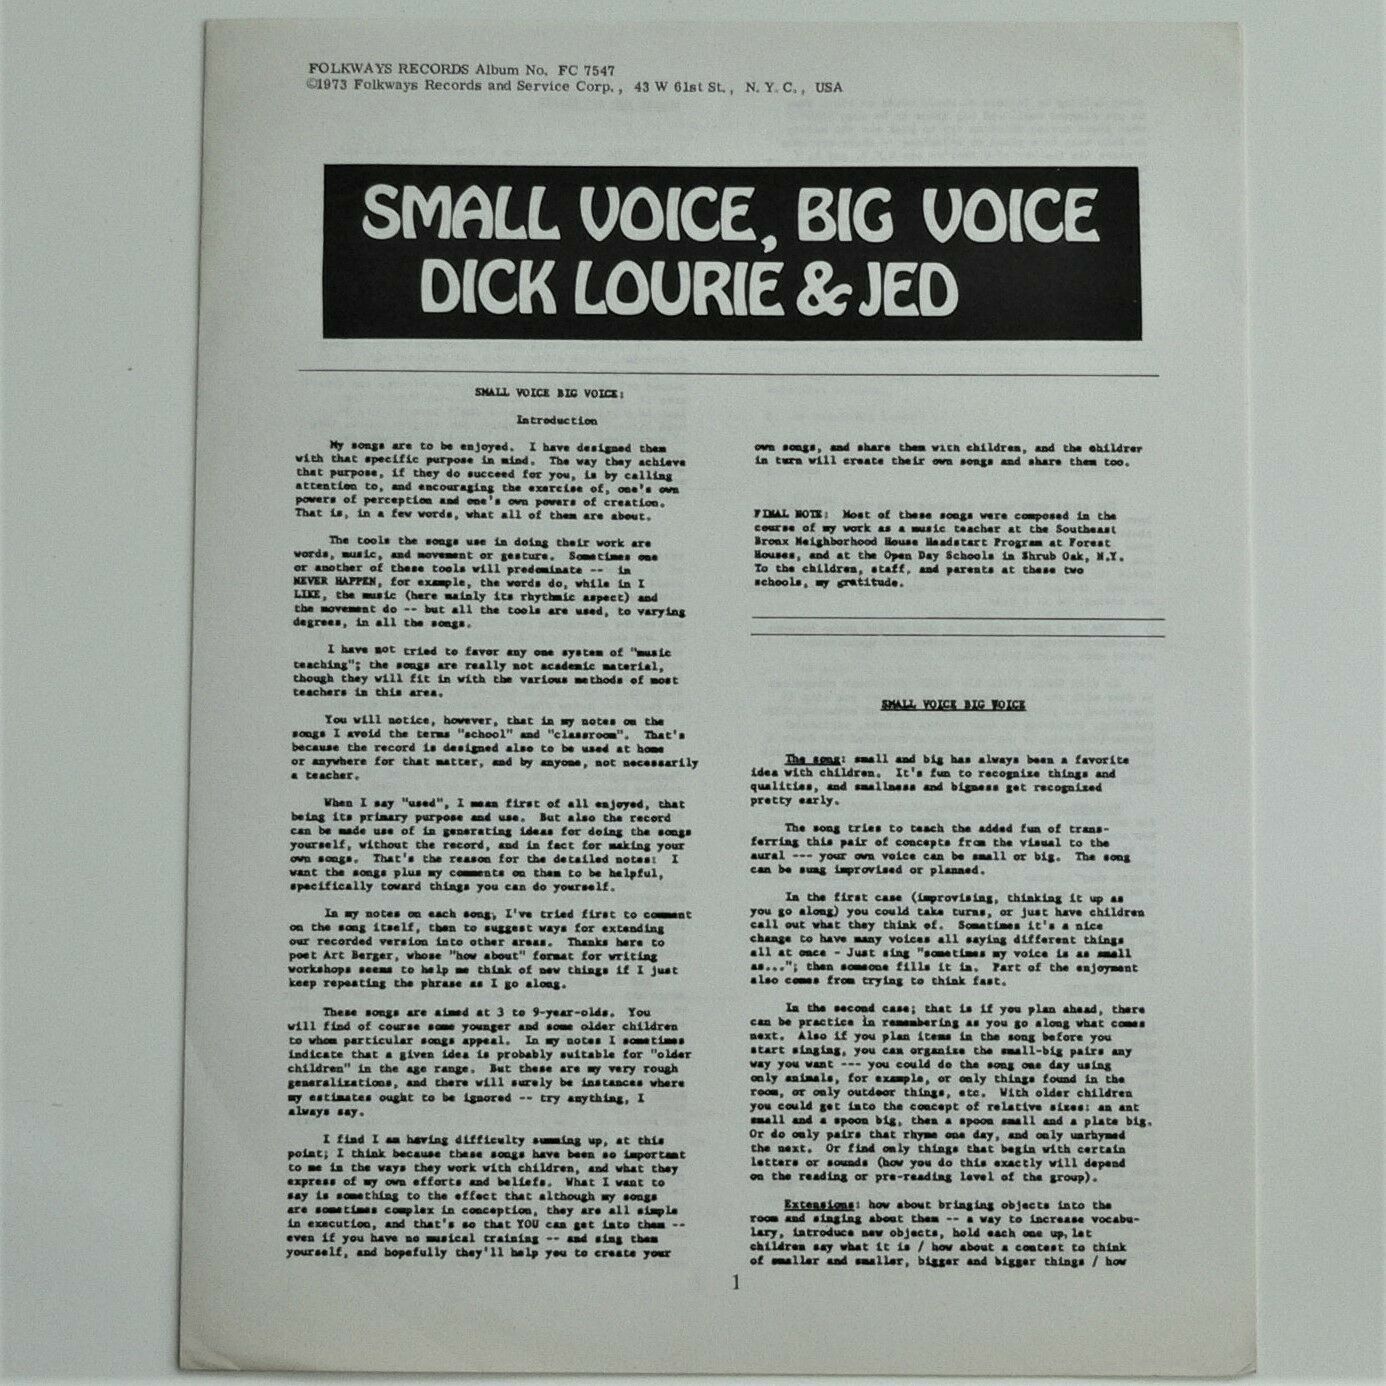 FOLKWAYS RECORDS Album No. FC 7547
©1973 Folkways Records and Service Corp., 43 W 61st St., N. Y. C., USA
SMALL VOICE, BIG VOICE
DICK LOURIE & JED
SMALL VOICE BIG VOICE:
Introduction
My songs are to be enjoyed. I have designed them
with that specific purpose in mind. The way they achieve
that purpose, if they do succeed for you, is by calling
attention to, and encouraging the exercise of, one's own
powers of perception and one's own powers of creation.
That is, in a few words, what all of them are about.
The tools the songs use in doing their work are
words, music, and movement or gesture. Sometimes one
or another of these tools will predominate -- in
NEVER HAPPEN, for example, the words do, while in I
LIKE, the music (here mainly its rhythmic aspect) and
the movement do -- but all the tools are used, to varying
degrees, in all the songs.
I have not tried to favor any one system of "music
teaching"; the songs are really not academic material,
though they will fit in with the various methods of most
teachers in this area.
You will notice, however, that in my notes on the
songs I avoid the terms "school" and "classroom". That's
because the record is designed also to be used at home
or anywhere for that matter, and by anyone, not necessarily
a teacher.
When I say "used", I mean first of all enjoyed, that
being its primary purpose and use. But also the record
can be made use of in generating ideas for doing the songs
yourself, without the record, and in fact for making your
own songs. That's the reason for the detailed notes: I
want the songs plus my comments on them to be helpful,
specifically toward things you can do yourself.
In my notes on each song, I've tried first to comment
on the song itself, then to suggest ways for extending
our recorded version into other areas. Thanks here to
poet Art Berger, whose "how about" format for writing
workshops seems to help me think of new things if I just
keep repeating the phrase as I go along.
These songs are aimed at 3 to 9-year-olds. You
will find of course some younger and some older children
to whom particular songs appeal. In my notes I sometimes
indicate that a given idea is probably suitable for "older
children" in the age range. But these are my very rough
generalizations, and there will surely be instances where
my estimates ought to be ignored -- try anything, I
always say.
I find I am having difficulty summing up, at this
point; I think because these songs have been so important
to me in the ways they work with children, and what they
express of my own efforts and beliefs. What I want to
say is something to the effect that although my songs
are sometimes complex in conception, they are all simple
in execution, and that's so that YOU can get into them --
even if you have no musical training -- and sing them
yourself, and hopefully they'll help you to create your
own songs, and share them with children, and the children
in turn will create their own songs and share them too.
FINAL NOTE: Most of these songs were composed in the
course of my work as a music teacher at the Southeast
Bronx Neighborhood House Headstart Program at Forest
Houses, and at the Open Day Schools in Shrub Oak, N.Y.
To the children, staff, and parents at these two
schools, my gratitude.
SMALL VOICE BIG VOICE
The song: small and big has always been a favorite
idea with children. It's fun to recognize things and
qualities, and smallness and bigness get recognized
pretty early.
The song tries to teach the added fun of trans-
ferring this pair of concepts from the visual to the
aural --- your own voice can be small or big. The song
can be sung improvised or planned.
In the first case (improvising, thinking it up as
you go along) you could take turns, or just have children
call out what they think of. Sometimes it's a nice
change to have many voices all saying different things
all at once - Just sing "sometimes my voice is as small
as..."; then someone fills it in. Part of the enjoyment
also comes from trying to think fast.
In the second case; that is if you plan ahead, there
can be practice in remembering as you go along what comes
next. Also if you plan items in the song before you
start singing, you can organize the small-big pairs any
way you want --- you could do the song one day using
only animals, for example, or only things found in the
room, or only outdoor things, etc. With older children
you could get into the concept of relative sizes: an ant
small and a spoon big, then a spoon small and a plate big.
Or do only pairs that rhyme one day, and only unrhymed
the next. Or find only things that begin with certain
letters or sounds (how you do this exactly will depend
on the reading or pre-reading level of the group).
Extensions: how about bringing objects into the
room and singing about them -- a way to increase vocabu-
lary, introduce new objects, hold each one up, let
children say what it is / how about a contest to think
of smaller and smaller, bigger and bigger things / how
1